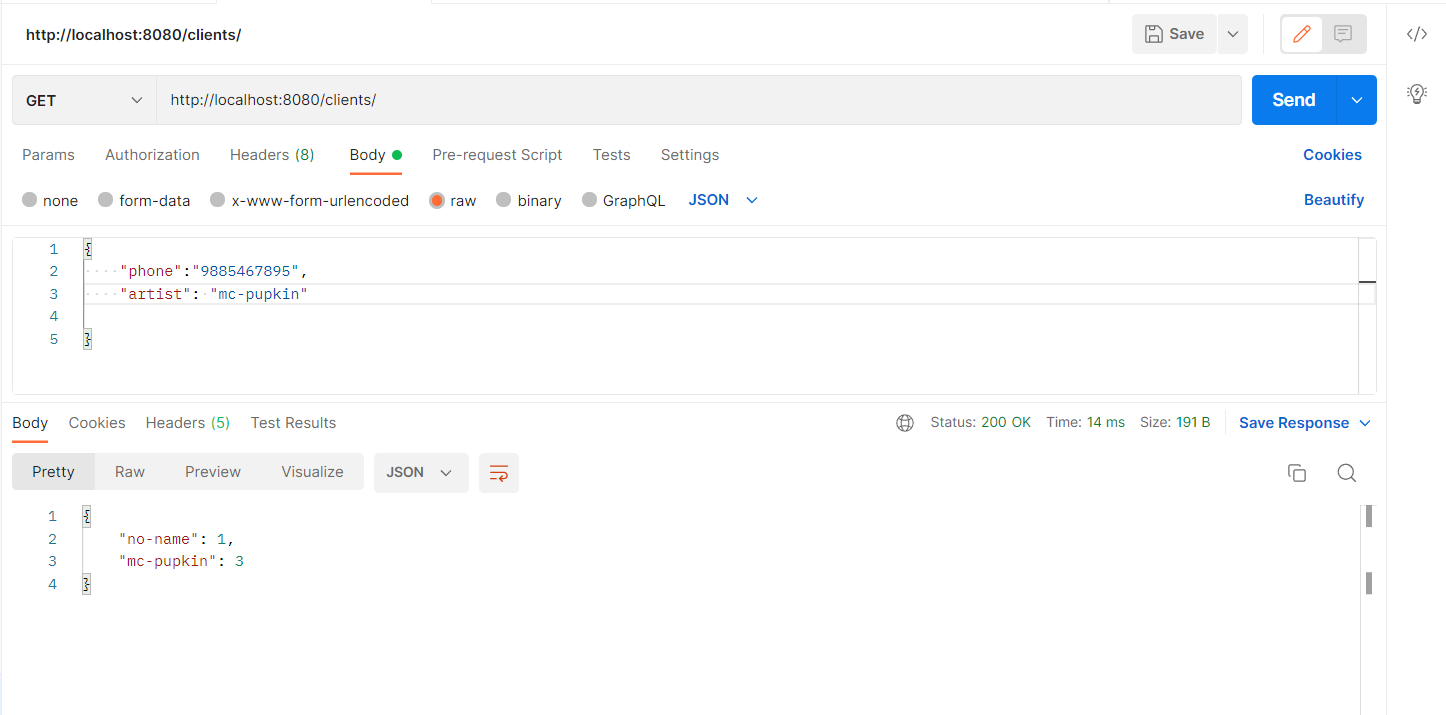 http://localhost:8080/clients/
Save
GET
http://localhost:8080/clients/
Send
Params Authorization Headers (8) Body Pre-request Script Tests Settings Cookies
none form-data x-www-form-urlencoded raw binary GraphQL JSON Beautify
1 {
2 ····"phone":"9885467895",
3 ····"artist":·"mc-pupkin"
4
5 }
Body Cookies Headers (5) Test Results Status: 200 OK Time: 14 ms Size: 191 B Save Response
Pretty Raw Preview Visualize JSON
1 {
2 "no-name": 1,
3 "mc-pupkin": 3
4 }